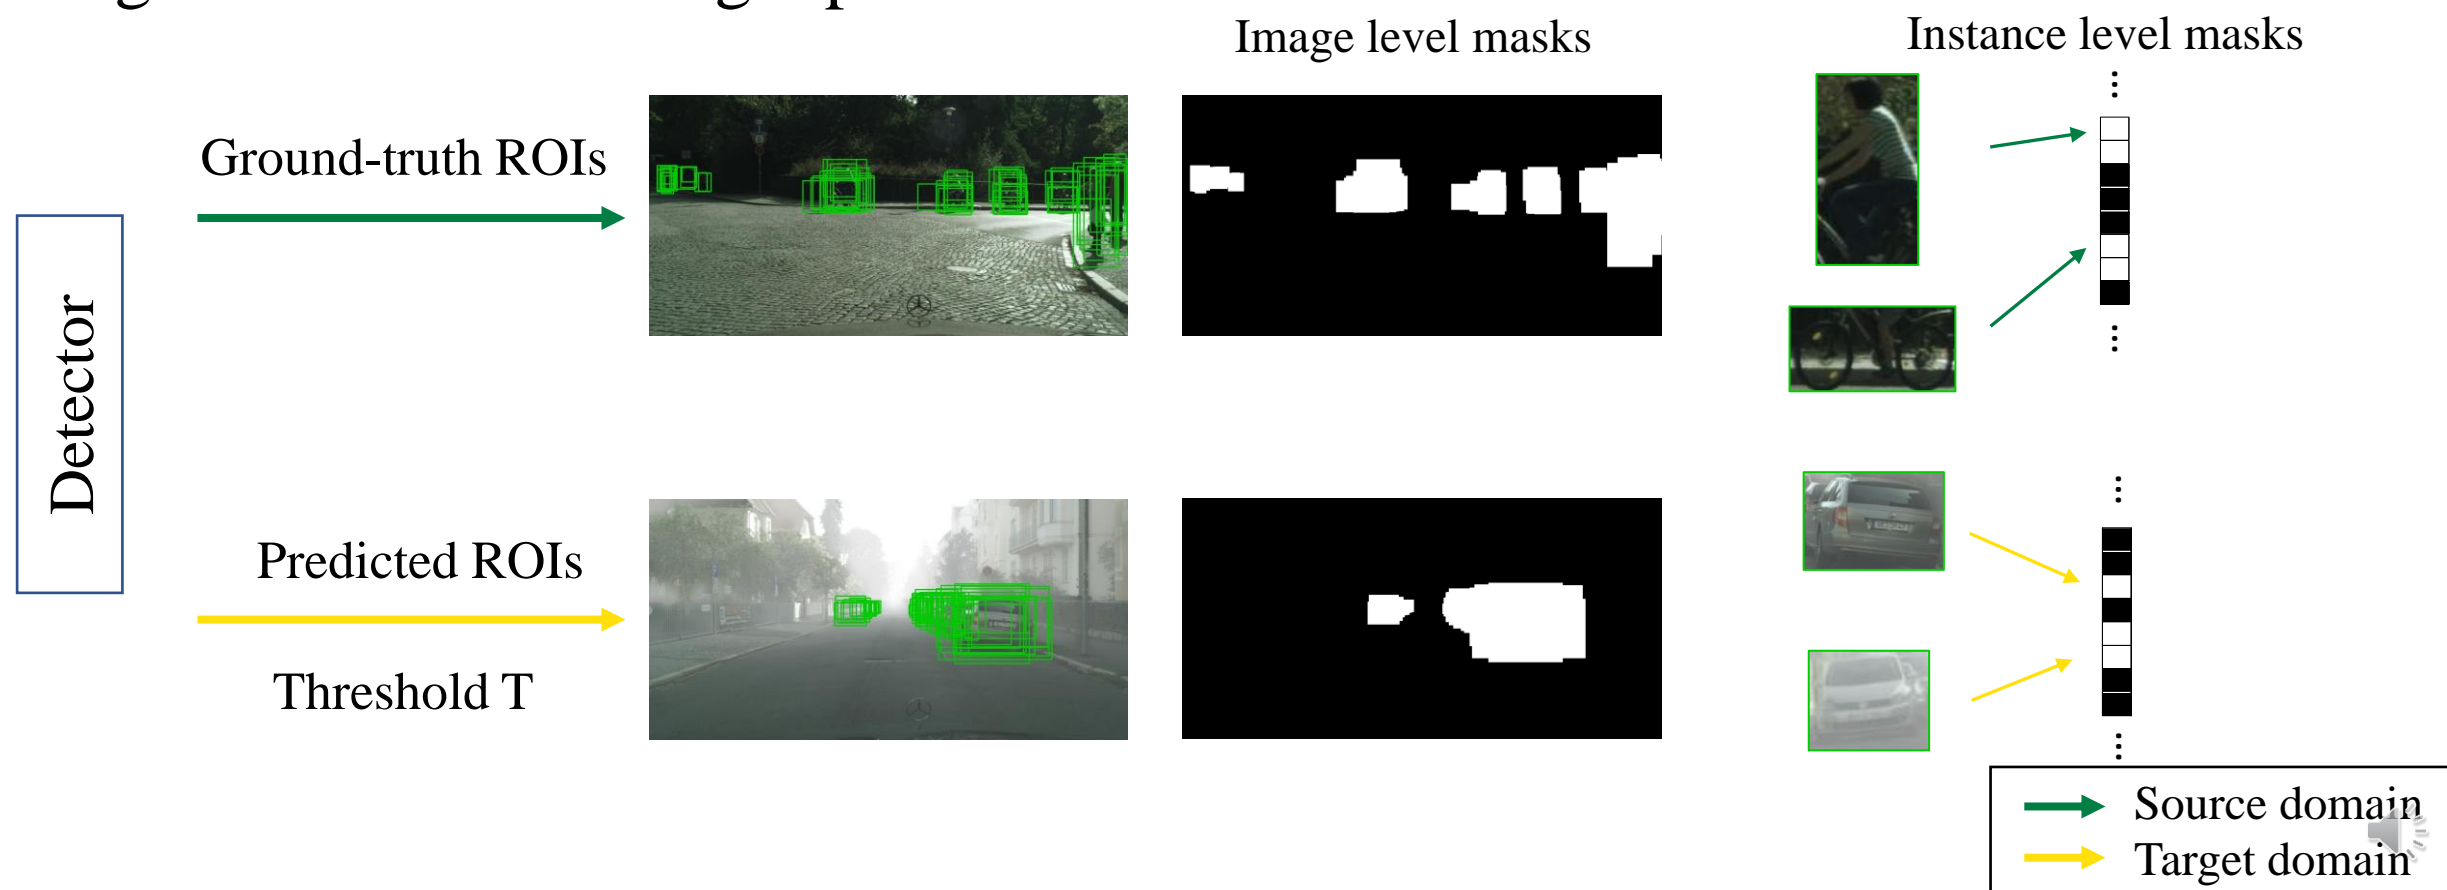 Image level masks
Instance level masks
Ground-truth ROIs
Detector
Predicted ROIs
Threshold T
Source domain
Target domain